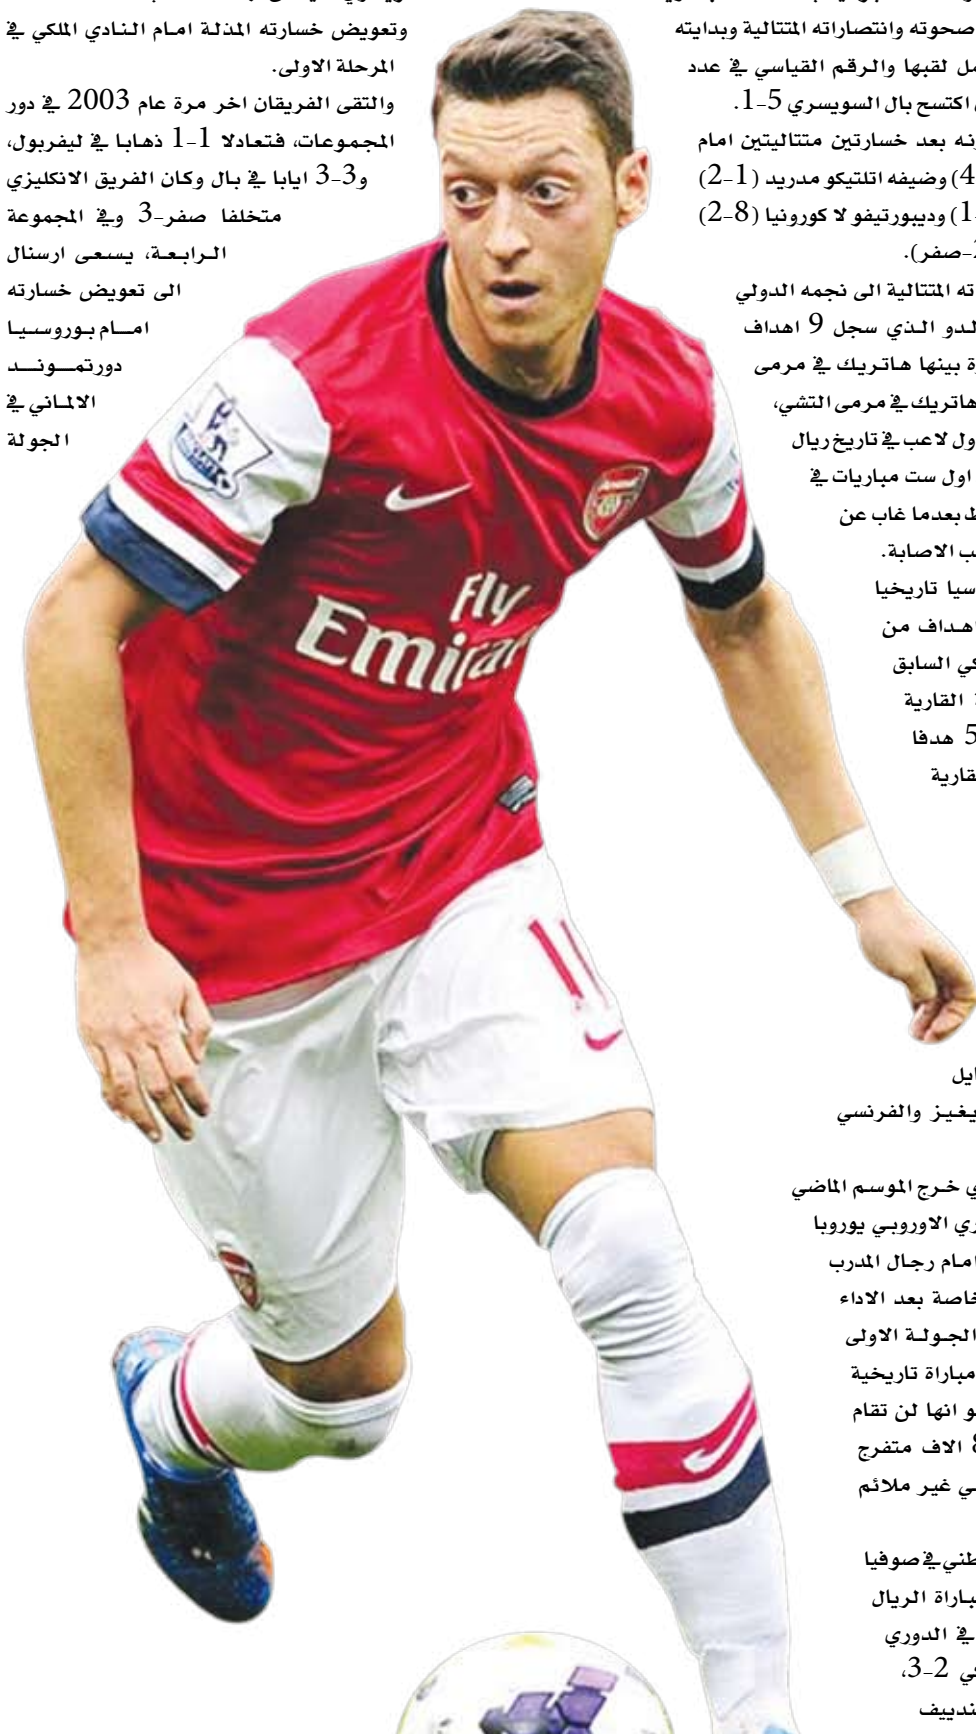 صحوته وانتصاراته المتتالية وبدايته
مل لقبها والرقم القياسي في عدد
اكتسح بال السويسري 5-1.
ونه بعد خسارتين متتاليتين امام
4) وضيفه اتلتيكو مدريد (1-2)
1) وديبورتيفو لا كورونيا (8-2)
-صفر).
اته المتتالية الى نجمه الدولي
لدو الذي سجل 9 اهداف
ة بينها هاتريك في مرمى
هاتريك في مرمى التشي،
ول لاعب في تاريخ ريال
اول ست مباريات في
ط بعدما غاب عن
ب الاصابة.
سيا تاريخيا
اهداف من
كي السابق
القارية
5 هدفا
قارية
ايل
يغيز والفرنسي
ي خرج الموسم الماضي
ري الاوروبي يوروبا
امام رجال المدرب
خاصة بعد الاداء
الجولة الاولى
مباراة تاريخية
و انها لن تقام
8 الاف متفرج
ي غير ملائم
طني في صوفيا
باراة الريال
في الدوري
ي 2-3،
نديف
وتعويض خسارته المذلة امام النادي الملكي في
المرحلة الاولى.
والتقى الفريقان اخر مرة عام 2003 في دور
المجموعات، فتعادلا 1-1 ذهابا في ليفربول،
و3-3 ايابا في بال وكان الفريق الانكليزي
متخلفا صفر-3 وفي المجموعة
الرابعة، يسعى ارسنال
الى تعويض خسارته
امام بوروسيا
دورتموند
الالماني في
الجولة
Fly
Emirat
11